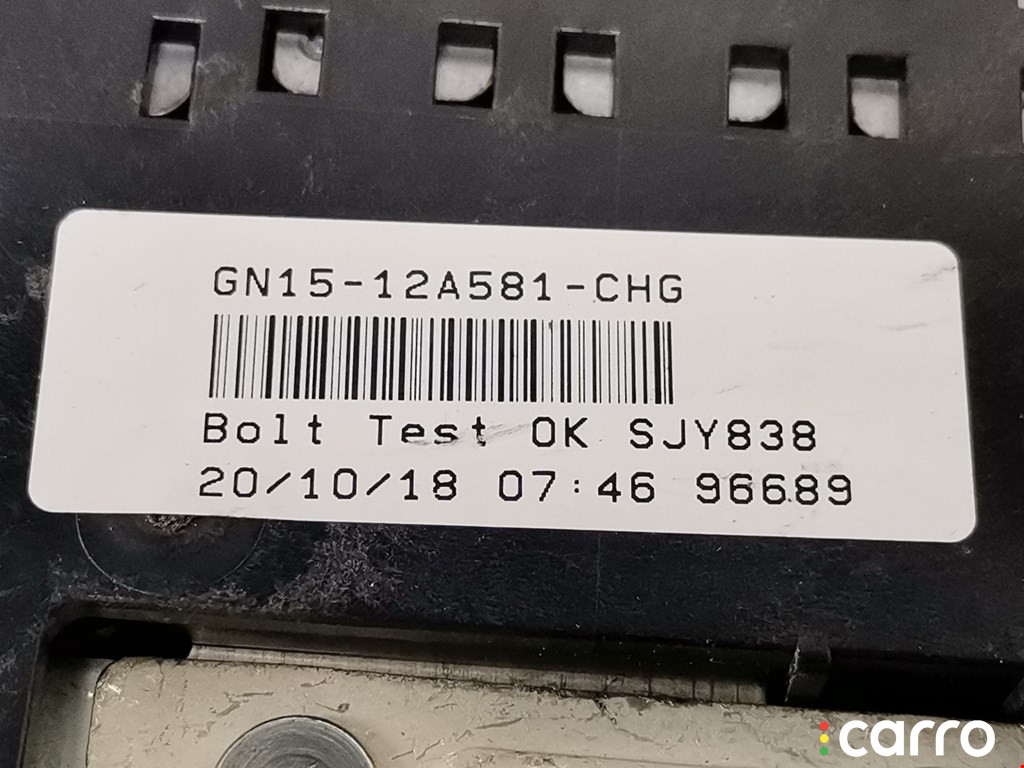 GN15-12A581-CHG
Bolt Test OK SJY838
20/10/18 07:46 96689
carro